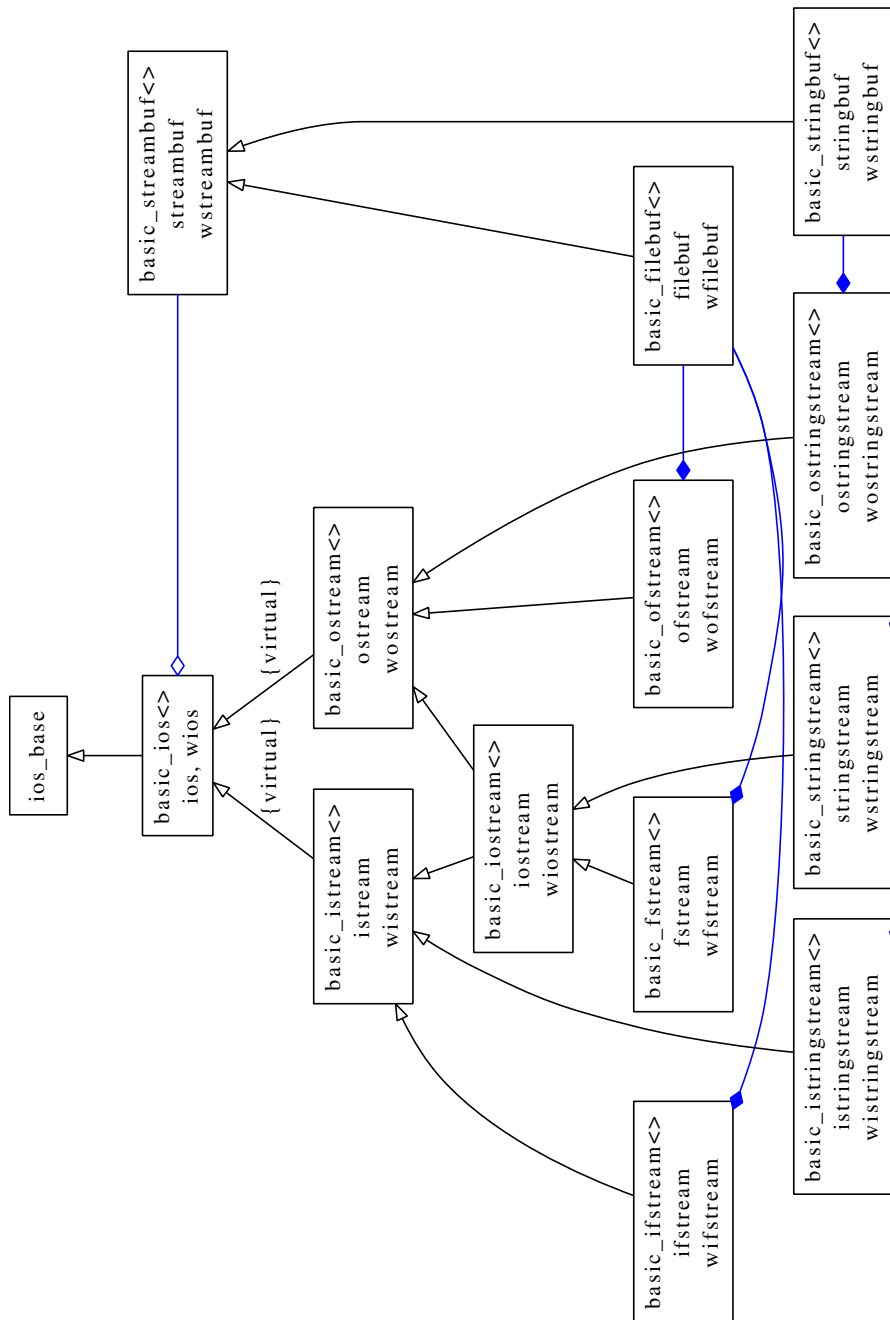 ios_base
basic_ios<>
ios, wios
basic_streambuf<>
streambuf
wstreambuf
{virtual}
{virtual}
basic_istream<>
istream
wistream
basic_ostream<>
ostream
wostream
basic_iostream<>
iostream
wiostream
basic_ifstream<>
ifstream
wifstream
basic_fstream<>
fstream
wfstream
basic_ofstream<>
ofstream
wofstream
basic_filebuf<>
filebuf
wfilebuf
basic_istringstream<>
istringstream
wistringstream
basic_stringstream<>
stringstream
wstringstream
basic_ostringstream<>
ostringstream
wostringstream
basic_stringbuf<>
stringbuf
wstringbuf